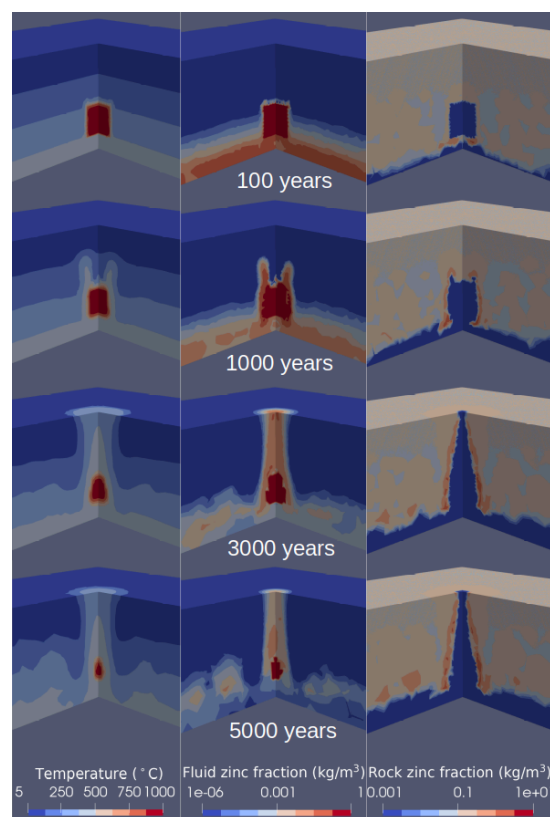 100 years
1000 years
3000 years
5000 years
Temperature (°C) Fluid zinc fraction (kg/m³) Rock zinc fraction (kg/m³)
5 250 500 750 1000 1e-06 0.001 1 0.001 0.1 1e+0